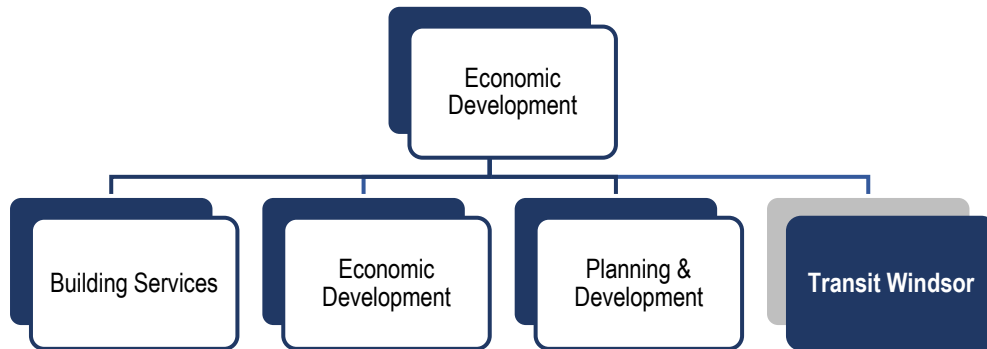 Economic
Development
Building Services
Economic
Development
Planning &
Development
Transit Windsor